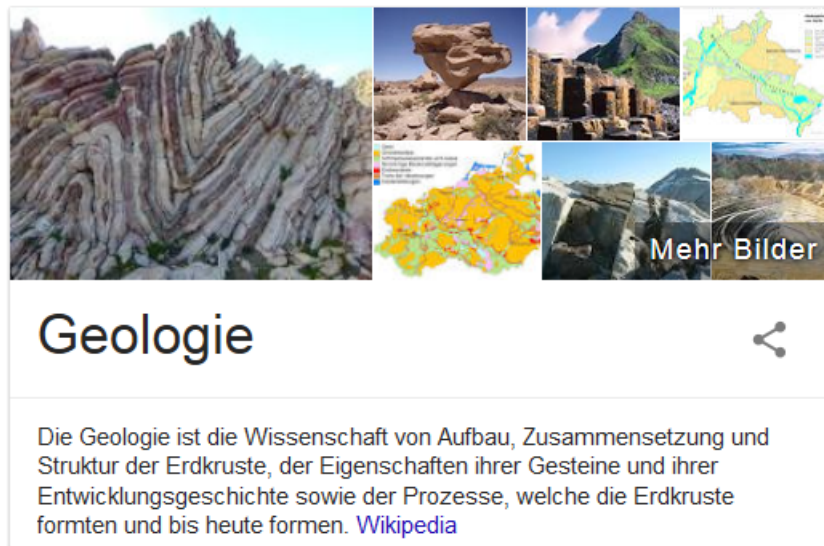 Mehr Bilder
Geologie
Die Geologie ist die Wissenschaft von Aufbau, Zusammensetzung und
Struktur der Erdkruste, der Eigenschaften ihrer Gesteine und ihrer
Entwicklungsgeschichte sowie der Prozesse, welche die Erdkruste
formten und bis heute formen. Wikipedia